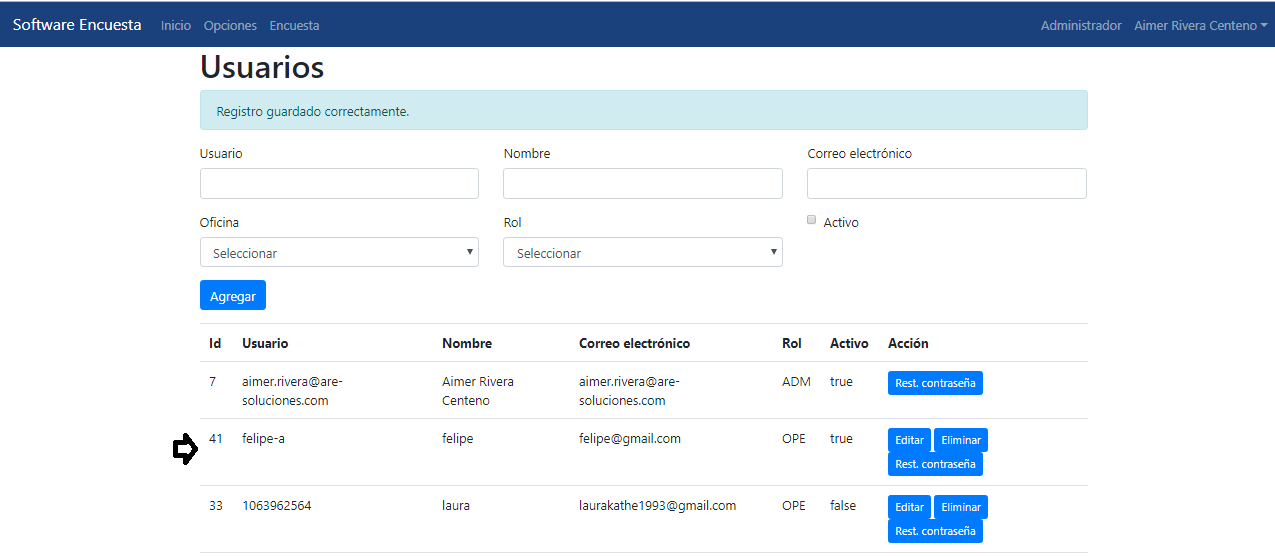 Software Encuesta Inicio Opciones Encuesta Administrador Aimer Rivera Centeno
Usuarios
Registro guardado correctamente.
Usuario Nombre Correo electrónico
Oficina Rol Activo
Seleccionar Seleccionar
Agregar
Id Usuario Nombre Correo electrónico Rol Activo Acción
7 aimer.rivera@are- Aimer Rivera aimer.rivera@are- ADM true Rest. contraseña
soluciones.com Centeno soluciones.com
41 felipe-a felipe felipe@gmail.com OPE true Editar Eliminar
Rest. contraseña
33 1063962564 laura laurakathe1993@gmail.com OPE false Editar Eliminar
Rest. contraseña